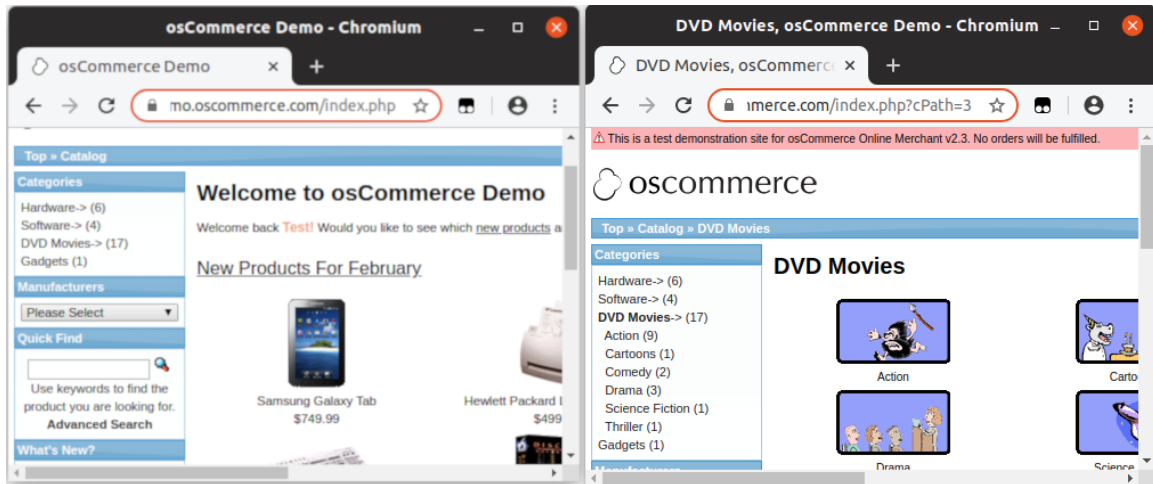 osCommerce Demo - Chromium
osCommerce Demo
mo.oscommerce.com/index.php
Top » Catalog
Categories
Hardware-> (6)
Software-> (4)
DVD Movies-> (17)
Gadgets (1)
Manufacturers
Please Select
Quick Find
Use keywords to find the
product you are looking for.
Advanced Search
What's New?
Welcome to osCommerce Demo
Welcome back Test! Would you like to see which new products a
New Products For February
Samsung Galaxy Tab
$749.99
Hewlett Packard L
$499
DVD Movies, osCommerce Demo - Chromium
DVD Movies, osCommerc
merce.com/index.php?cPath=3
This is a test demonstration site for osCommerce Online Merchant v2.3. No orders will be fulfilled.
oscommerce
Top » Catalog » DVD Movies
Categories
Hardware-> (6)
Software-> (4)
DVD Movies-> (17)
Action (9)
Cartoons (1)
Comedy (2)
Drama (3)
Science Fiction (1)
Thriller (1)
Gadgets (1)
Manufacturers
DVD Movies
Action
Carto
Drama
Science